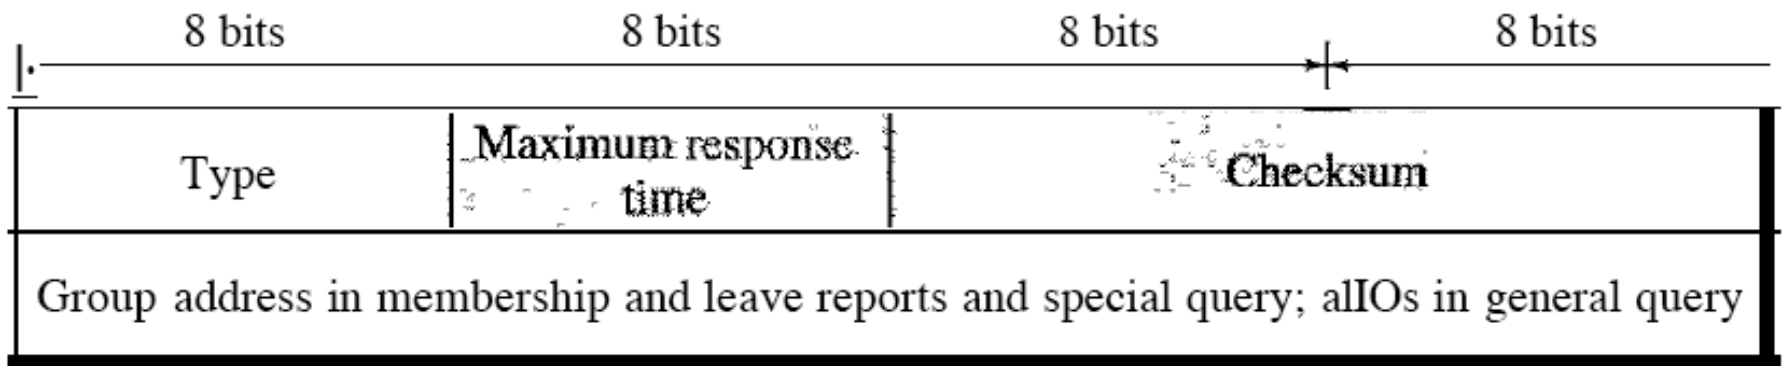 8 bits 8 bits 8 bits 8 bits
Type Maximum response time Checksum
Group address in membership and leave reports and special query; alIOs in general query